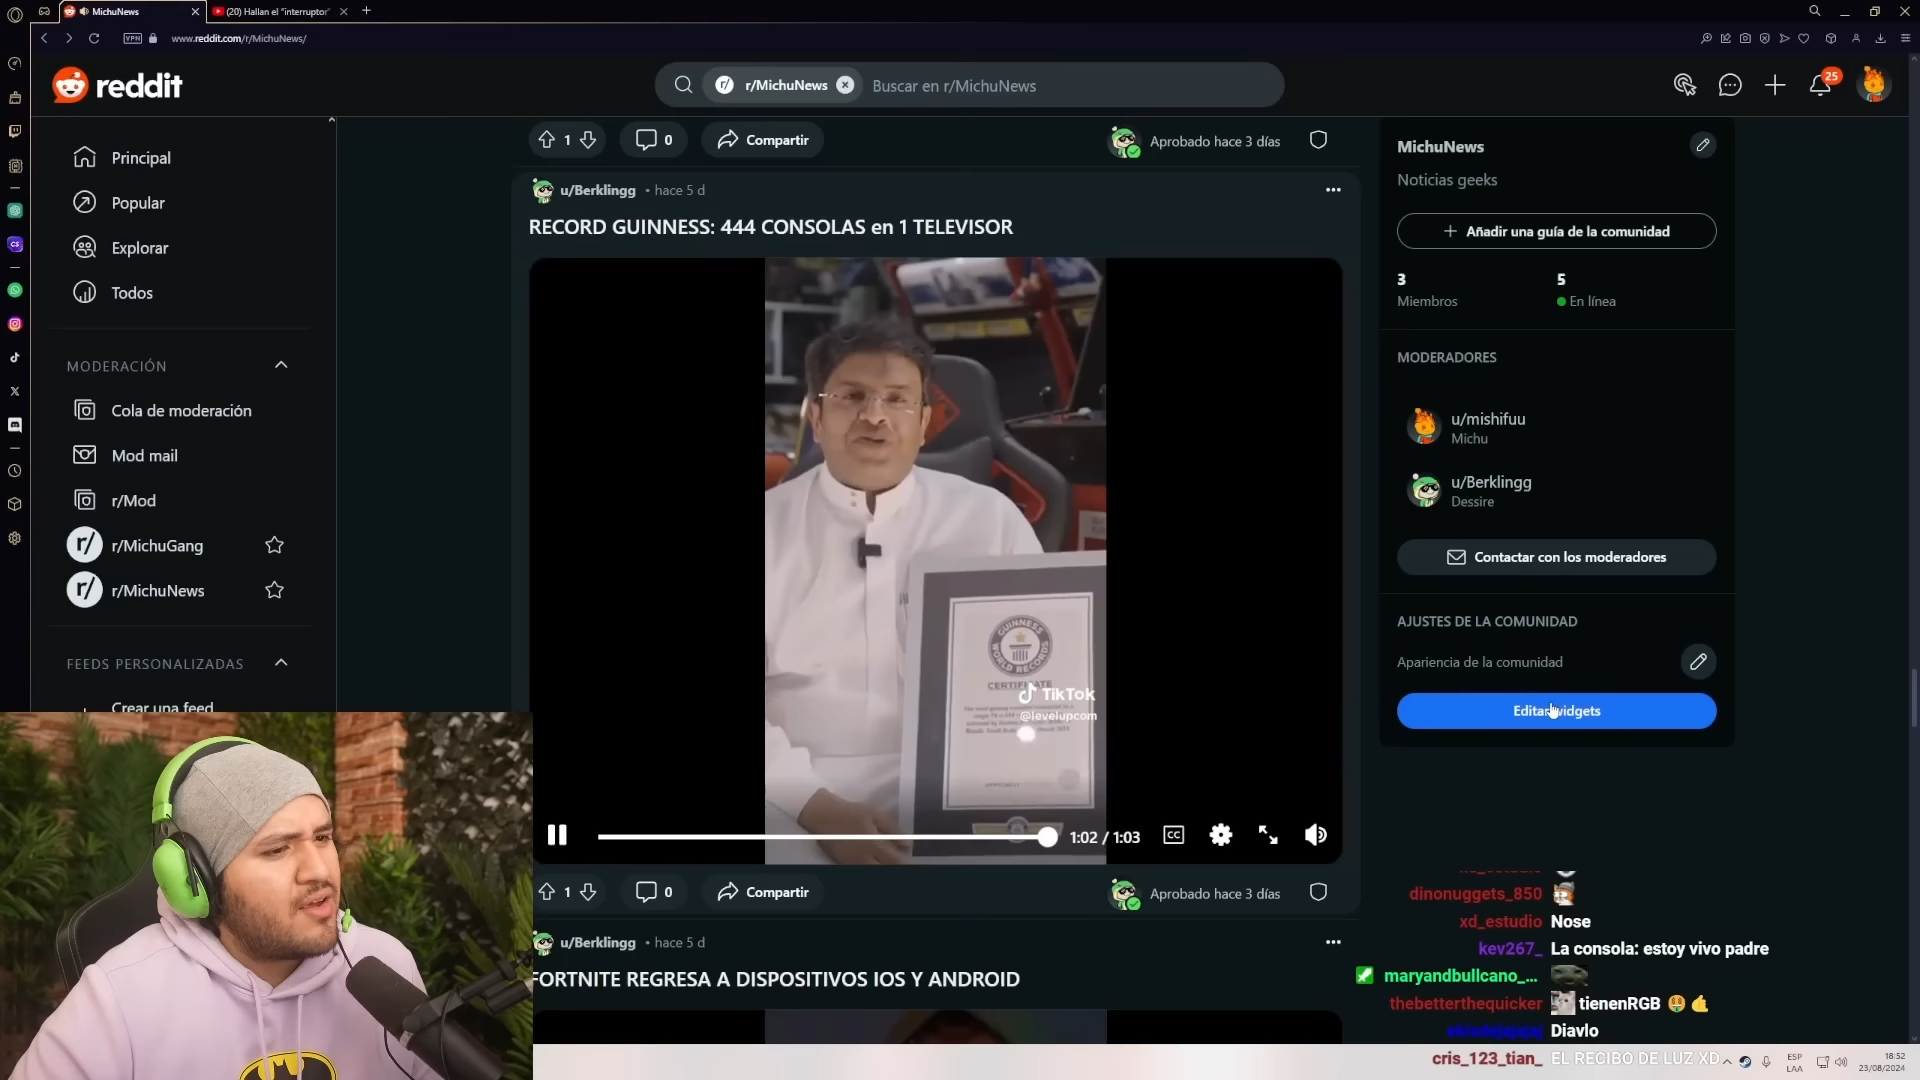 MichuNews
(20) Hallan el "interruptor"
VPN
www.reddit.com/r/MichuNews/
reddit
r/MichuNews
Buscar en r/MichuNews
25
Principal
Popular
Explorar
Todos
MODERACIÓN
Cola de moderación
Mod mail
r/Mod
r/ r/MichuGang
r/ r/MichuNews
FEEDS PERSONALIZADAS
Crear una feed
1
0
Compartir
Aprobado hace 3 días
u/Berklingg • hace 5 d
RECORD GUINNESS: 444 CONSOLAS en 1 TELEVISOR
GUINNESS
WORLD RECORDS
CERTIFICATE
TikTok
@levelupcom
1:02 / 1:03
CC
1
0
Compartir
Aprobado hace 3 días
u/Berklingg • hace 5 d
FORTNITE REGRESA A DISPOSITIVOS IOS Y ANDROID
MichuNews
Noticias geeks
Añadir una guía de la comunidad
3
Miembros
5
En línea
MODERADORES
u/mishifuu
Michu
u/Berklingg
Dessire
Contactar con los moderadores
AJUSTES DE LA COMUNIDAD
Apariencia de la comunidad
Editar widgets
dinonuggets_850
xd_estudio Nose
kev267_ La consola: estoy vivo padre
maryandbullcano_...
thebetterthequicker tienenRGB
Diavlo
cris_123_tian_ EL RECIBO DE LUZ XD
ESP
LAA
18:52
23/08/2024